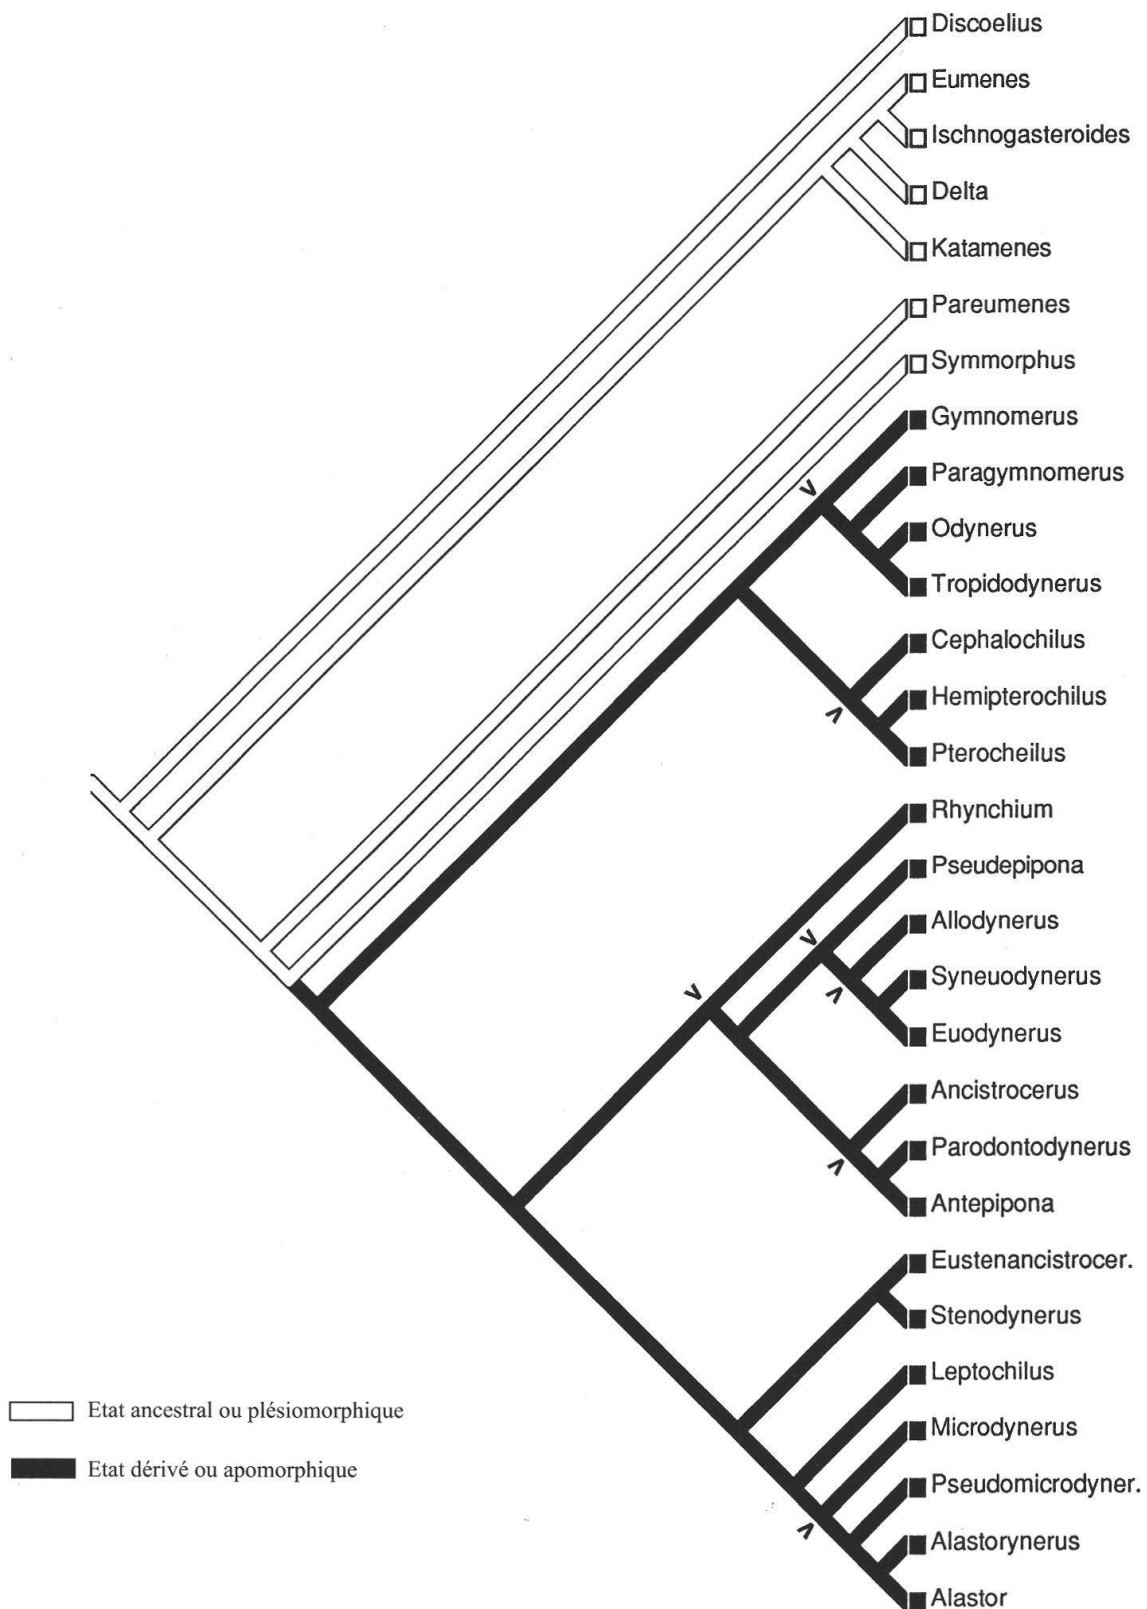 Discoelius
Eumenes
Ischnogasteroides
Delta
Katamenes
Pareumenes
Symmorphus
Gymnomerus
Paragymnomerus
Odynerus
Tropidodynerus
Cephalochilus
Hemipterochilus
Pterocheilus
Rhynchium
Pseudepipona
Allodynerus
Syneuodynerus
Euodynerus
Ancistrocerus
Parodontodynerus
Antepipona
Eustenancistrocer.
Stenodynerus
Leptochilus
Microdynerus
Pseudomicrodyner.
Alastorynerus
Alastor
Etat ancestral ou plésiomorphique
Etat dérivé ou apomorphique